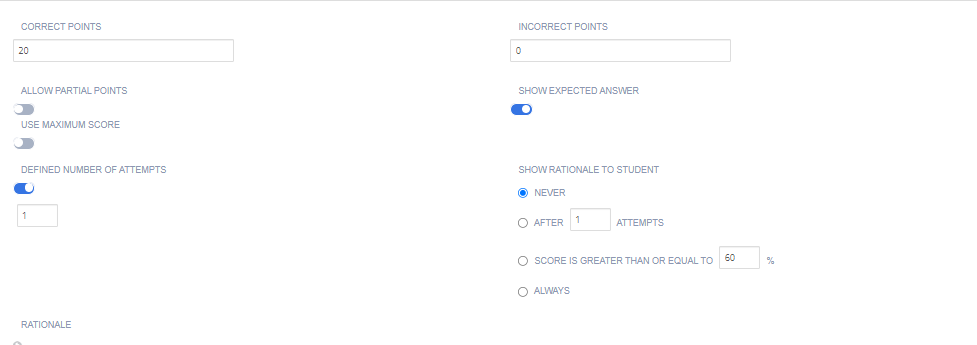 CORRECT POINTS
INCORRECT POINTS
20
0
ALLOW PARTIAL POINTS
SHOW EXPECTED ANSWER
USE MAXIMUM SCORE
DEFINED NUMBER OF ATTEMPTS
SHOW RATIONALE TO STUDENT
NEVER
1
AFTER 1 ATTEMPTS
SCORE IS GREATER THAN OR EQUAL TO 60 %
ALWAYS
RATIONALE